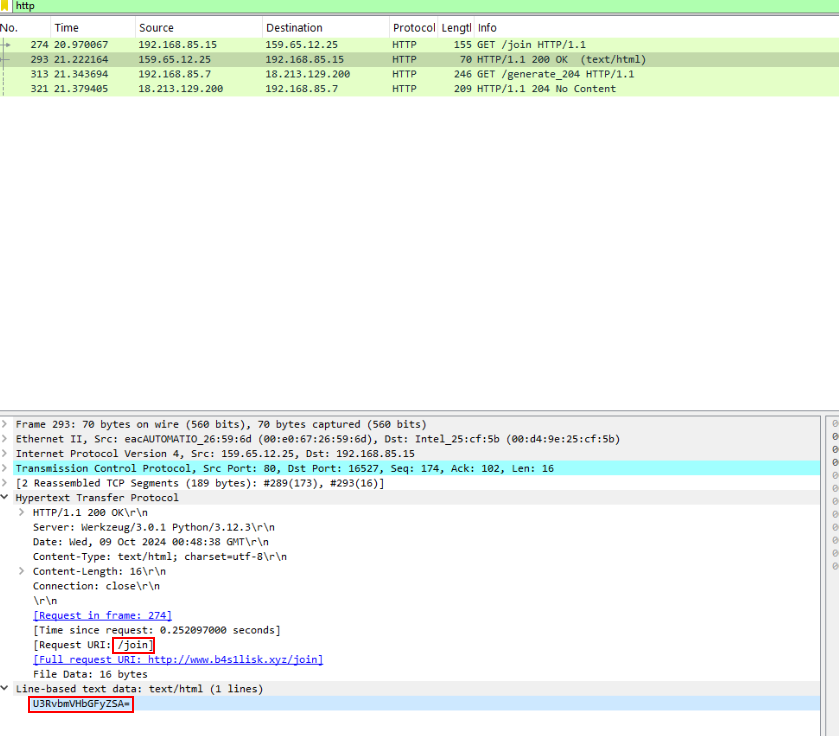 http
No. Time Source Destination Protocol Lengtl Info
274 20.970067 192.168.85.15 159.65.12.25 HTTP 155 GET /join HTTP/1.1
293 21.222164 159.65.12.25 192.168.85.15 HTTP 70 HTTP/1.1 200 OK (text/html)
313 21.343694 192.168.85.7 18.213.129.200 HTTP 246 GET /generate_204 HTTP/1.1
321 21.379405 18.213.129.200 192.168.85.7 HTTP 209 HTTP/1.1 204 No Content
Frame 293: 70 bytes on wire (560 bits), 70 bytes captured (560 bits)
Ethernet II, Src: eacAUTOMATIO_26:59:6d (00:e0:67:26:59:6d), Dst: Intel_25:cf:5b (00:d4:9e:25:cf:5b)
Internet Protocol Version 4, Src: 159.65.12.25, Dst: 192.168.85.15
Transmission Control Protocol, Src Port: 80, Dst Port: 16527, Seq: 174, Ack: 102, Len: 16
[2 Reassembled TCP Segments (189 bytes): #289(173), #293(16)]
Hypertext Transfer Protocol
HTTP/1.1 200 OK\r\n
Server: Werkzeug/3.0.1 Python/3.12.3\r\n
Date: Wed, 09 Oct 2024 00:48:38 GMT\r\n
Content-Type: text/html; charset=utf-8\r\n
Content-Length: 16\r\n
Connection: close\r\n
\r\n
[Request in frame: 274]
[Time since request: 0.252097000 seconds]
[Request URI: /join]
[Full request URI: http://www.b4s1lisk.xyz/join]
File Data: 16 bytes
Line-based text data: text/html (1 lines)
U3RvbmVHbGFyZSA=